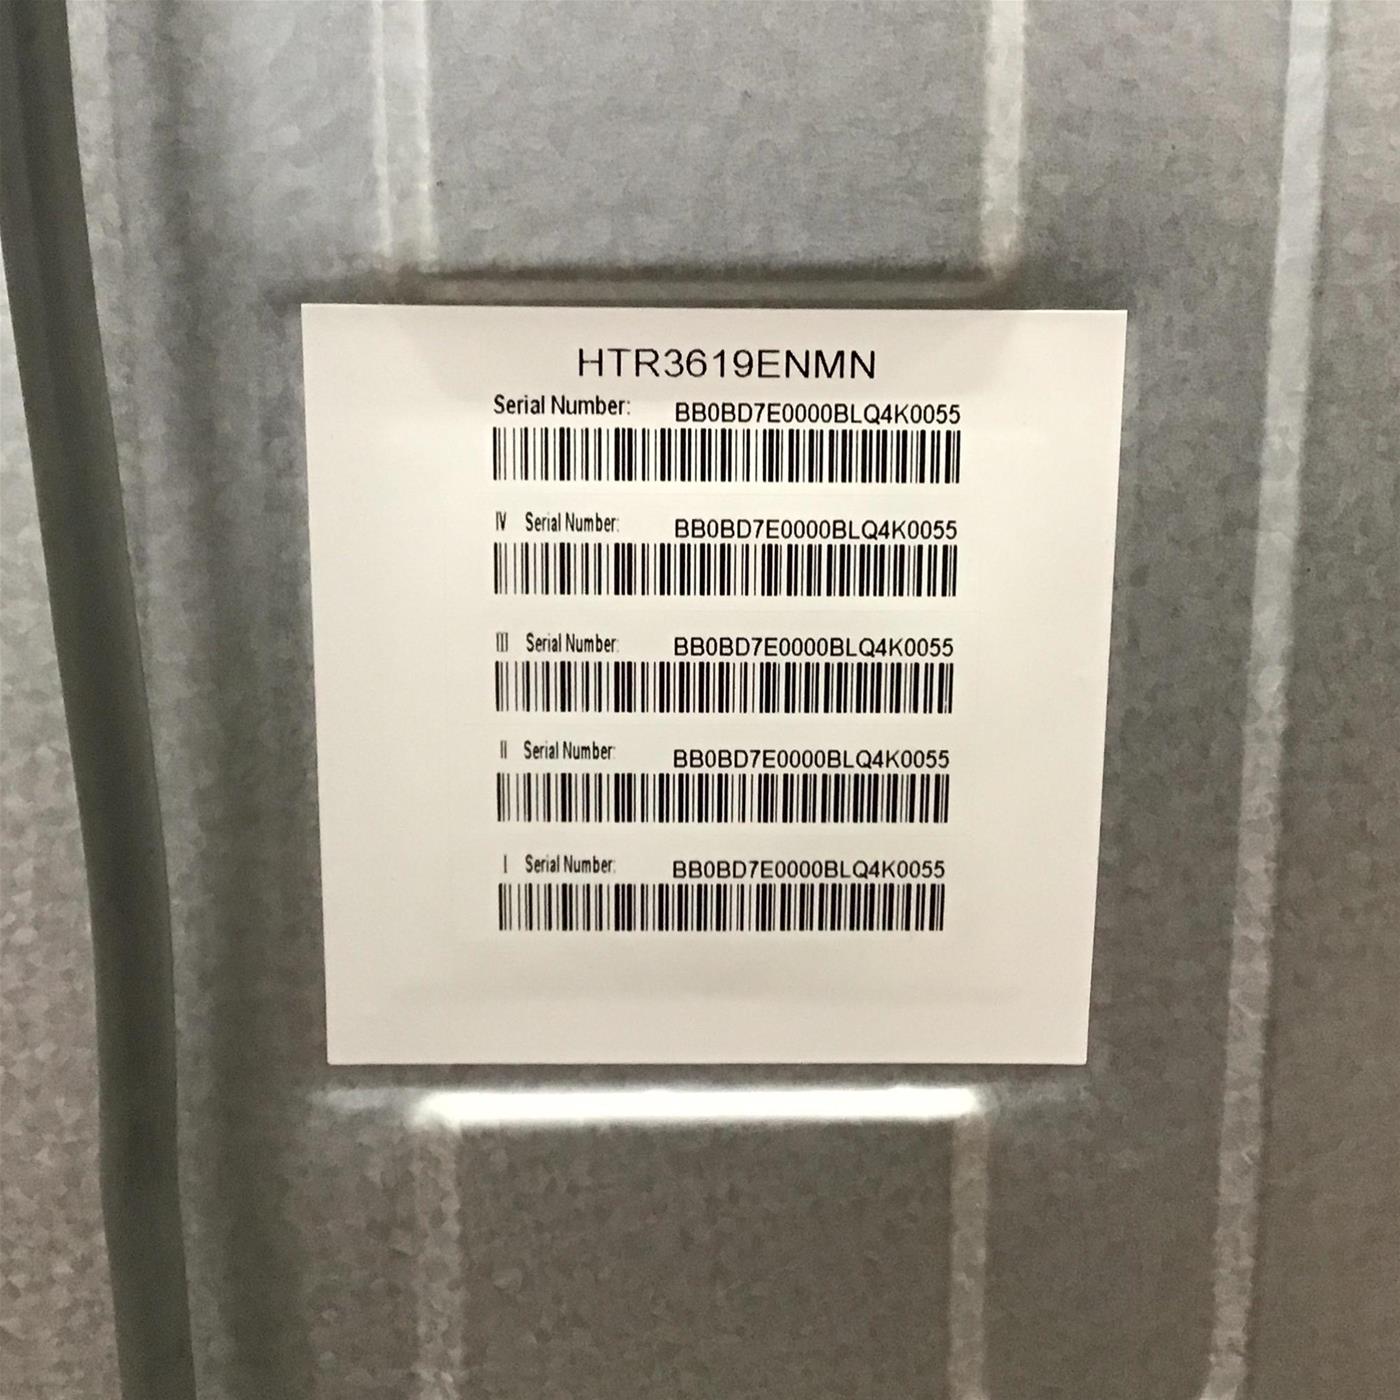 HTR3619ENMN
Serial Number: BB0BD7E0000BLQ4K0055
IV Serial Number: BB0BD7E0000BLQ4K0055
III Serial Number: BB0BD7E0000BLQ4K0055
II Serial Number: BB0BD7E0000BLQ4K0055
I Serial Number: BB0BD7E0000BLQ4K0055